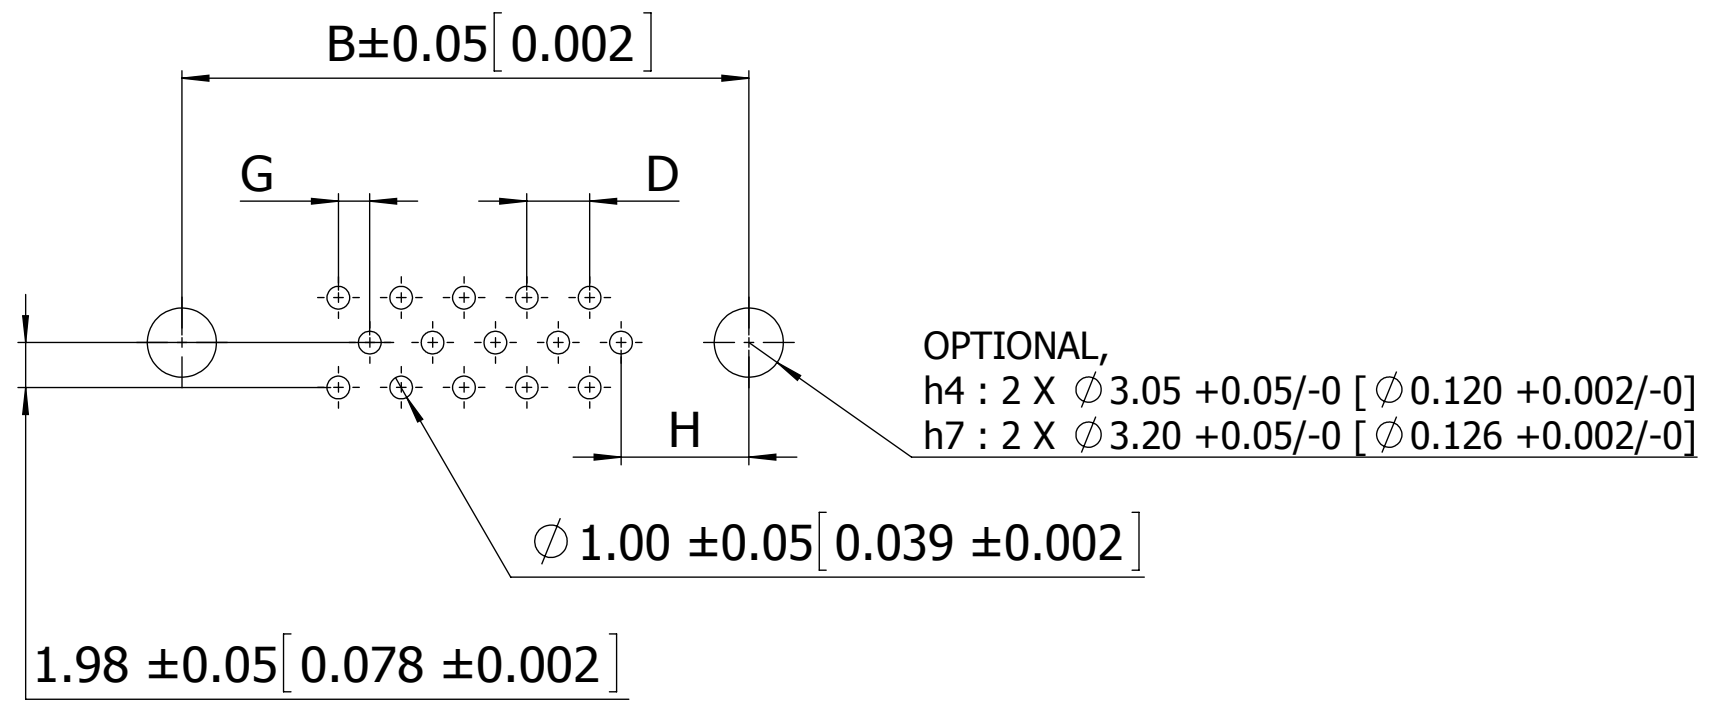 B±0.05[0.002]
G
D
OPTIONAL,
h4 : 2 X ∅3.05 +0.05/-0 [∅0.120 +0.002/-0]
h7 : 2 X ∅3.20 +0.05/-0 [∅0.126 +0.002/-0]
H
∅1.00 ±0.05[0.039 ±0.002]
1.98 ±0.05[0.078 ±0.002]